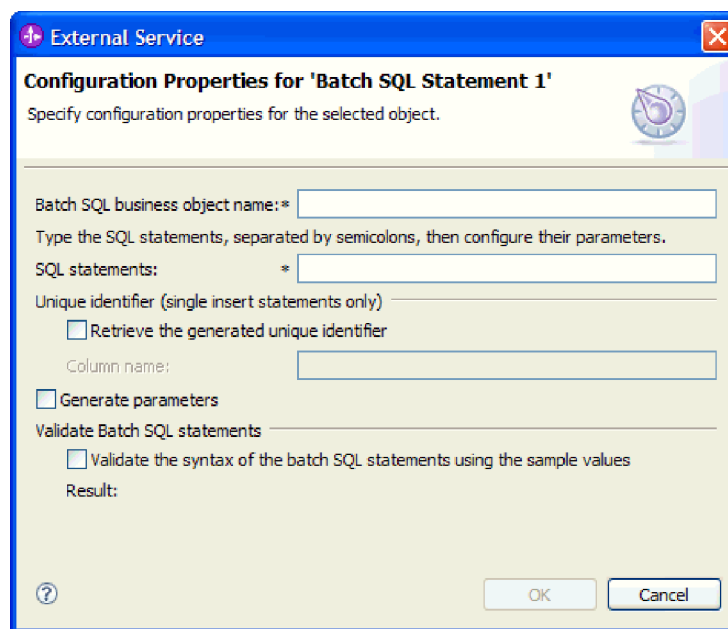 External Service
Configuration Properties for 'Batch SQL Statement 1'
Specify configuration properties for the selected object.
Batch SQL business object name:*
Type the SQL statements, separated by semicolons, then configure their parameters.
SQL statements: *
Unique identifier (single insert statements only)
Retrieve the generated unique identifier
Column name:
Generate parameters
Validate Batch SQL statements
Validate the syntax of the batch SQL statements using the sample values
Result:
? OK Cancel